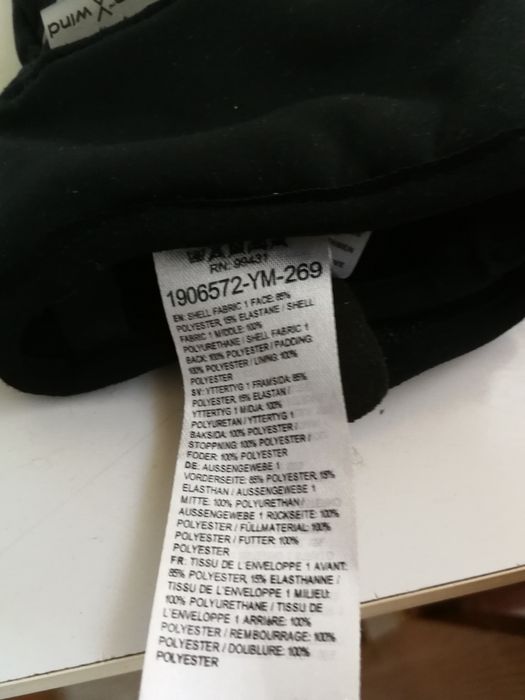 wind
RN: 99431
1906572-YM-269
EN: SHELL FABRIC 1 FACE: 85%
POLYESTER, 15% ELASTANE / SHELL
FABRIC 1 MIDDLE: 100%
POLYURETHANE / SHELL FABRIC 1
BACK: 100% POLYESTER / PADDING:
100% POLYESTER / LINING: 100%
POLYESTER
SV: YTTERTYG 1 FRAMSIDA: 85%
POLYESTER, 15% ELASTAN /
YTTERTYG 1 MIDJA: 100%
POLYURETAN / YTTERTYG 1
BAKSIDA: 100% POLYESTER /
STOPPNING: 100% POLYESTER /
FODER: 100% POLYESTER
DE: AUSSENGEWEBE 1
VORDERSEITE: 85% POLYESTER, 15%
ELASTHAN / AUSSENGEWEBE 1
MITTE: 100% POLYURETHAN /
AUSSENGEWEBE 1 RÜCKSEITE: 100%
POLYESTER / FÜLLMATERIAL: 100%
POLYESTER / FUTTER: 100%
POLYESTER
FR: TISSU DE L'ENVELOPPE 1 AVANT:
85% POLYESTER, 15% ELASTHANNE /
TISSU DE L'ENVELOPPE 1 MILIEU:
100% POLYURETHANE / TISSU DE
L'ENVELOPPE 1 ARRIèRE: 100%
POLYESTER / REMBOURRAGE: 100%
POLYESTER / DOUBLURE: 100%
POLYESTER